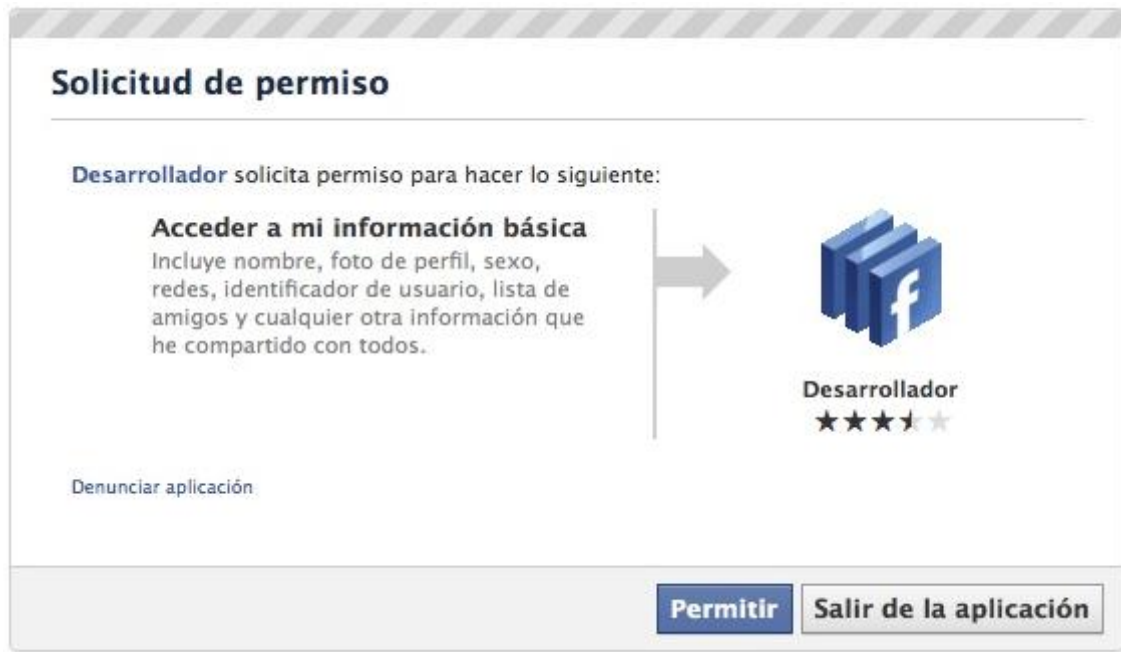 Solicitud de permiso
Desarrollador solicita permiso para hacer lo siguiente:
Acceder a mi información básica
Incluye nombre, foto de perfil, sexo,
redes, identificador de usuario, lista de
amigos y cualquier otra información que
he compartido con todos.
Desarrollador
Denunciar aplicación
Permitir
Salir de la aplicación